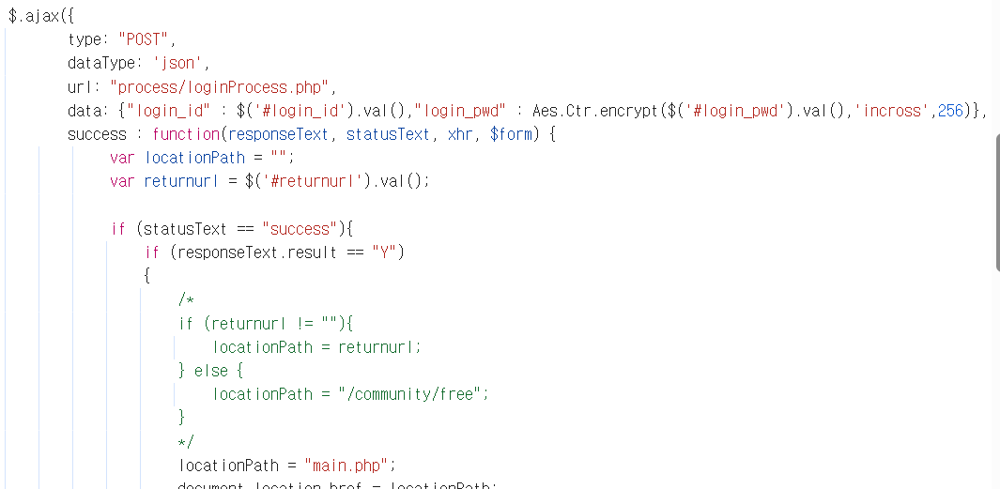 $.ajax({
type: "POST",
dataType: 'json',
url: "process/loginProcess.php",
data: {"login_id" : $('#login_id').val(),"login_pwd" : Aes.Ctr.encrypt($('#login_pwd').val(),'incross',256)},
success : function(responseText, statusText, xhr, $form) {
var locationPath = "";
var returnurl = $('#returnurl').val();
if (statusText == "success"){
if (responseText.result == "Y")
{
/*
if (returnurl != ""){
locationPath = returnurl;
} else {
locationPath = "/community/free";
}
*/
locationPath = "main.php";
document.location.href = locationPath;